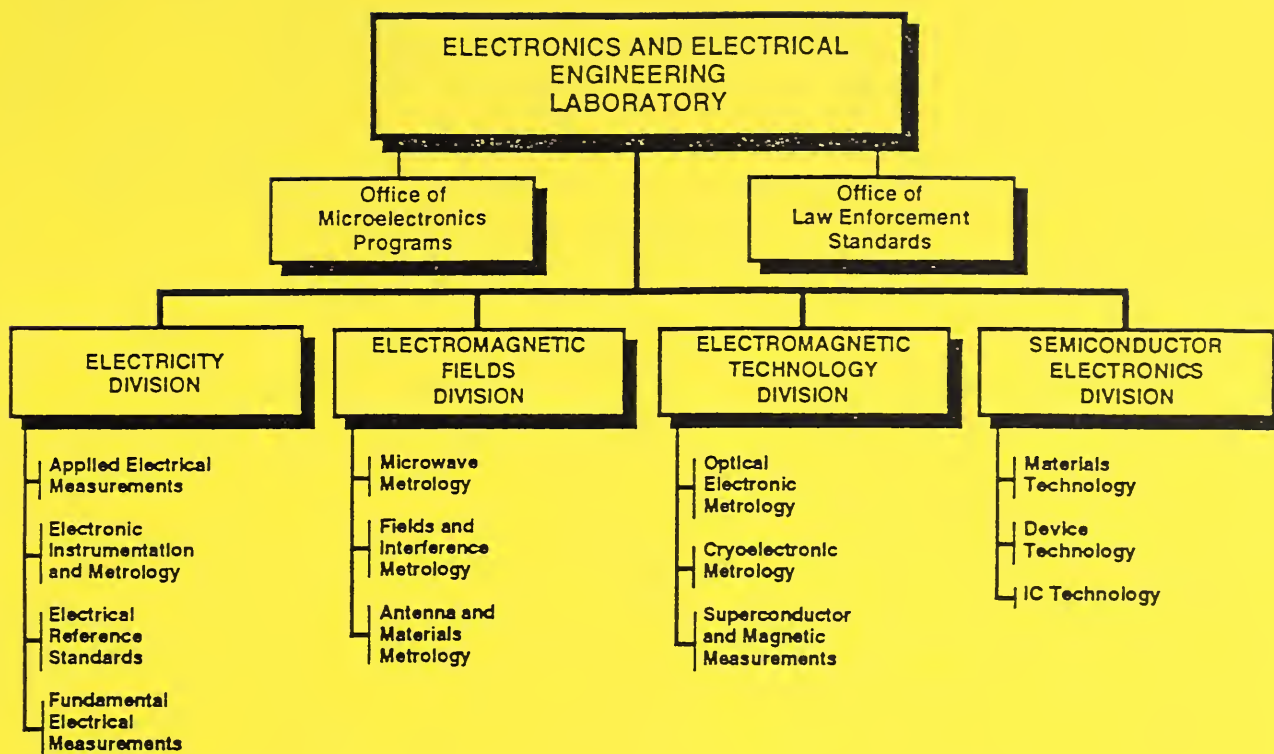 ELECTRONICS AND ELECTRICAL
ENGINEERING
LABORATORY
Office of
Microelectronics
Programs
Office of
Law Enforcement
Standards
ELECTRICITY
DIVISION
ELECTROMAGNETIC
FIELDS
DIVISION
ELECTROMAGNETIC
TECHNOLOGY
DIVISION
SEMICONDUCTOR
ELECTRONICS
DIVISION
Applied Electrical
Measurements
Electronic
Instrumentation
and Metrology
Electrical
Reference
Standards
Fundamental
Electrical
Measurements
Microwave
Metrology
Fields and
Interference
Metrology
Antenna and
Materials
Metrology
Optical
Electronic
Metrology
Cryoelectronic
Metrology
Superconductor
and Magnetic
Measurements
Materials
Technology
Device
Technology
IC Technology